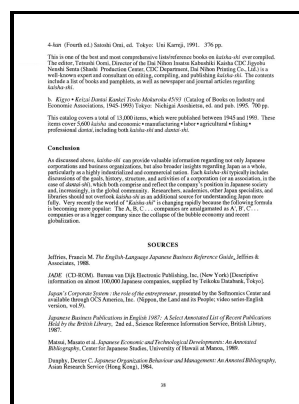 4-han (Fourth ed.) Satoshi Omi, ed. Tokyo: Uni Kamiji, 1991. 376 pp.
This is one of the best and most comprehensive lists/reference books on kaisha-shi ever compiled.
The editor, Tetsushi Omi, Director of the Dai Nihon Insatsu Kabushiki Kaisha CDC Jigyobu
Nenshi Senta (Shashi Production Center, CDC Department, Dai Nihon Printing Co., Ltd.) is a
well-known expert and consultant on editing, compiling, and publishing kaisha-shi. The contents
include a list of books and pamphlets, as well as newspaper and journal articles regarding
kaisha-shi.
b. Kigyo • Keizai Dantai Kankei Tosho Mokuroku 45/93 (Catalog of Books on Industry and
Economic Associations, 1945-1993) Tokyo: Nichigai Asoshietsu, ed. and pub. 1995. 700 pp.
This catalog covers a total of 13,000 items, which were published between 1945 and 1993. These
items cover 5,600 kaisha and economic • manufacturing • labor • agricultural • fishing •
professional dantai, including both kaisha-shi and dantai-shi.
Conclusion
As discussed above, kaisha-shi can provide valuable information regarding not only Japanese
corporations and business organizations, but also broader insights regarding Japan as a whole,
particularly as a highly industrialized and commercial nation. Each kaisha-shi typically includes
discussions of the goals, history, structure, and activities of a corporation (or an association, in the
case of dantai-shi), which both comprise and reflect the company's position in Japanese society
and, increasingly, in the global community. Researchers, academics, other Japan specialists, and
libraries should not overlook kaisha-shi as an additional source for understanding Japan more
fully. Very recently the world of "Kaisha-shi" is changing rapidly because the following formula
is becoming more popular: The A, B, C . . . companies are amalgamated as A', B', C' . . .
companies or as a bigger company since the collapse of the bubble economy and recent
globalization.
SOURCES
Jeffries, Francis M. The English-Language Japanese Business Reference Guide, Jeffries &
Associates, 1988.
JADE (CD-ROM). Bureau van Dijk Electronic Publishing, Inc. (New York) [Descriptive
information on almost 100,000 Japanese companies, supplied by Teikoku Databank, Tokyo].
Japan's Corporate System : the role of the entrepreneur, presented by the Softnomics Center and
available through OCS America, Inc. (Nippon, the Land and its People; video series-English
version, vol.9).
Japanese Business Publications in English 1987: A Select Annotated List of Recent Publications
Held by the British Library, 2nd ed., Science Reference Information Service, British Library,
1987.
Matsui, Masato et al. Japanese Economic and Technological Developments: An Annotated
Bibliography, Center for Japanese Studies, University of Hawaii at Manoa, 1989.
Dunphy, Dexter C. Japanese Organization Behaviour and Management: An Annoted Bibliography,
Asian Research Service (Hong Kong), 1984.
38